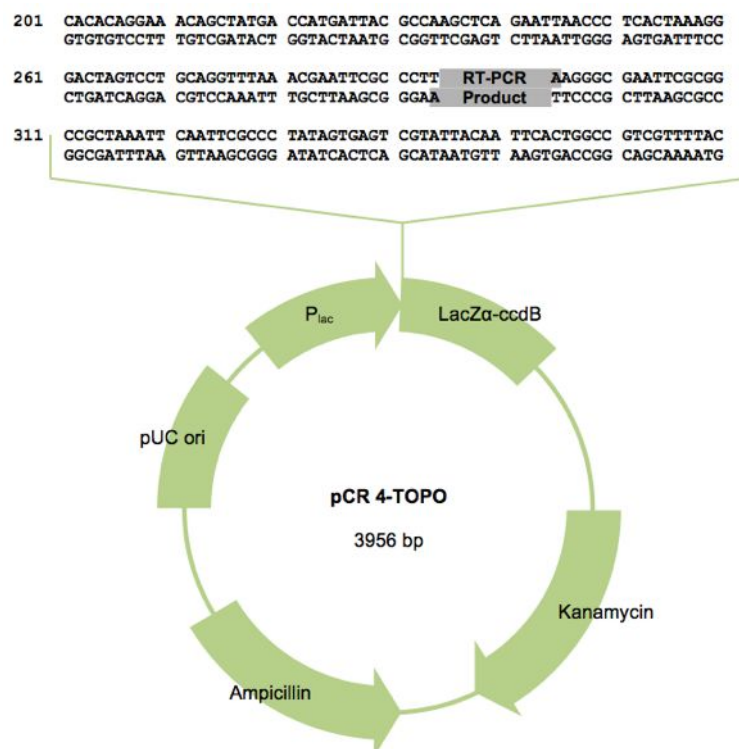 201 CACACAGGAA ACAGCTATGA CCATGATTAC GCCAAGCTCA GAATTAACCC TCACTAAAGG
GTGTGTCCTT TGTCGATACT GGTACTAATG CGGTTCGAGT CTTAATTGGG AGTGATTTCC
261 GACTAGTCCT GCAGGTTTAA ACGAATTCGC CCTT RT-PCR AAGGGC GAATTCGCGG
CTGATCAGGA CGTCCAAATT TGCTTAAGCG GGAA Product TTCCCG CTTAAGCGCC
311 CCGCTAAATT CAATTCGCCC TATAGTGAGT CGTATTACAA TTCACTGGCC GTCGTTTTAC
GGCGATTTAA GTTAAGCGGG ATATCACTCA GCATAATGTT AAGTGACCGG CAGCAAAATG
Plac
LacZα-ccdB
pUC ori
pCR 4-TOPO
3956 bp
Kanamycin
Ampicillin